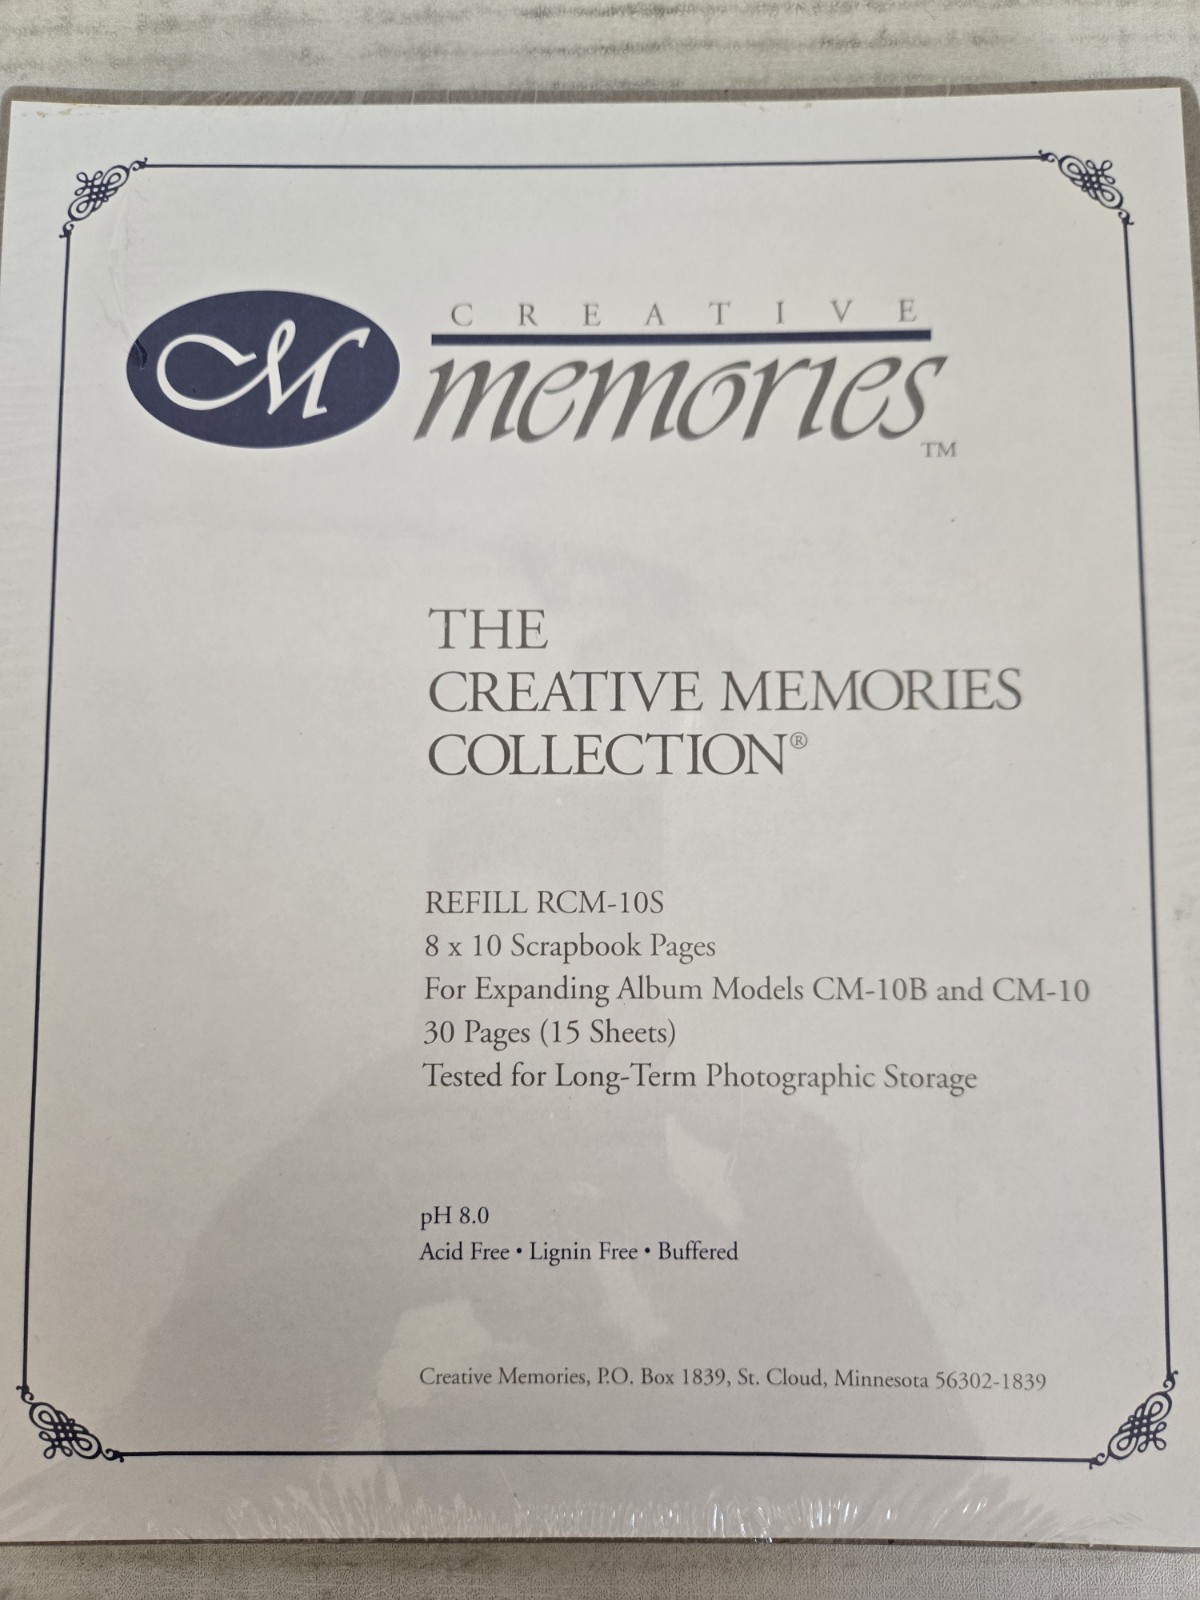 M
CREATIVE
memories™
THE
CREATIVE MEMORIES
COLLECTION®
REFILL RCM-10S
8 x 10 Scrapbook Pages
For Expanding Album Models CM-10B and CM-10
30 Pages (15 Sheets)
Tested for Long-Term Photographic Storage
pH 8.0
Acid Free • Lignin Free • Buffered
Creative Memories, P.O. Box 1839, St. Cloud, Minnesota 56302-1839